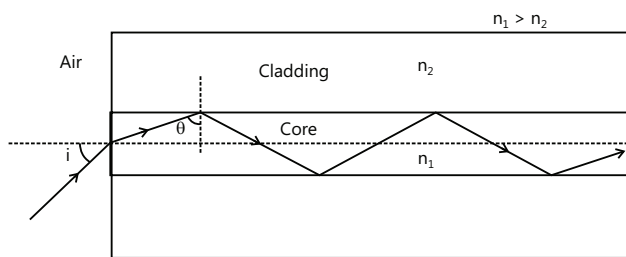 n₁ > n₂
Air
Cladding n₂
θ Core
i
n₁